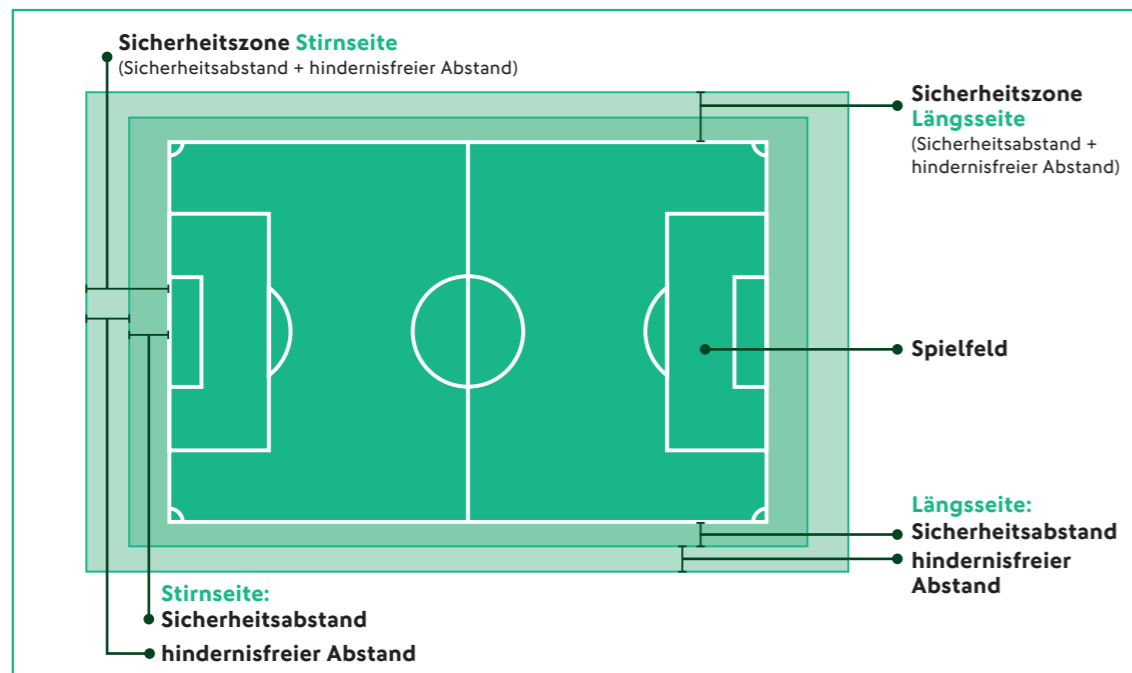 Sicherheitszone Stirnseite
(Sicherheitsabstand + hindernisfreier Abstand)
Sicherheitszone
Längsseite
(Sicherheitsabstand +
hindernisfreier Abstand)
Spielfeld
Längsseite:
Sicherheitsabstand
hindernisfreier
Abstand
Stirnseite:
Sicherheitsabstand
hindernisfreier Abstand